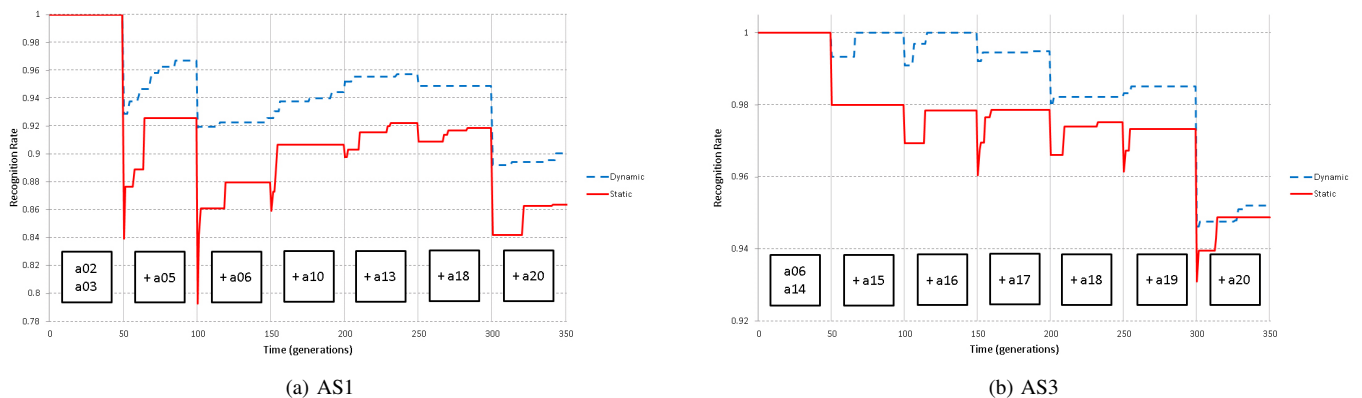 1
0.98
0.96
0.94
0.92
0.9
0.88
0.86
0.84
0.82
0.8
0.78
Recognition Rate
a02
a03
+ a05
+ a06
+ a10
+ a13
+ a18
+ a20
0 50 100 150 200 250 300 350
Time (generations)
Dynamic
Static
(a) AS1
1
0.98
0.96
0.94
0.92
Recognition Rate
a06
a14
+ a15
+ a16
+ a17
+ a18
+ a19
+ a20
0 50 100 150 200 250 300 350
Time (generations)
Dynamic
Static
(b) AS3